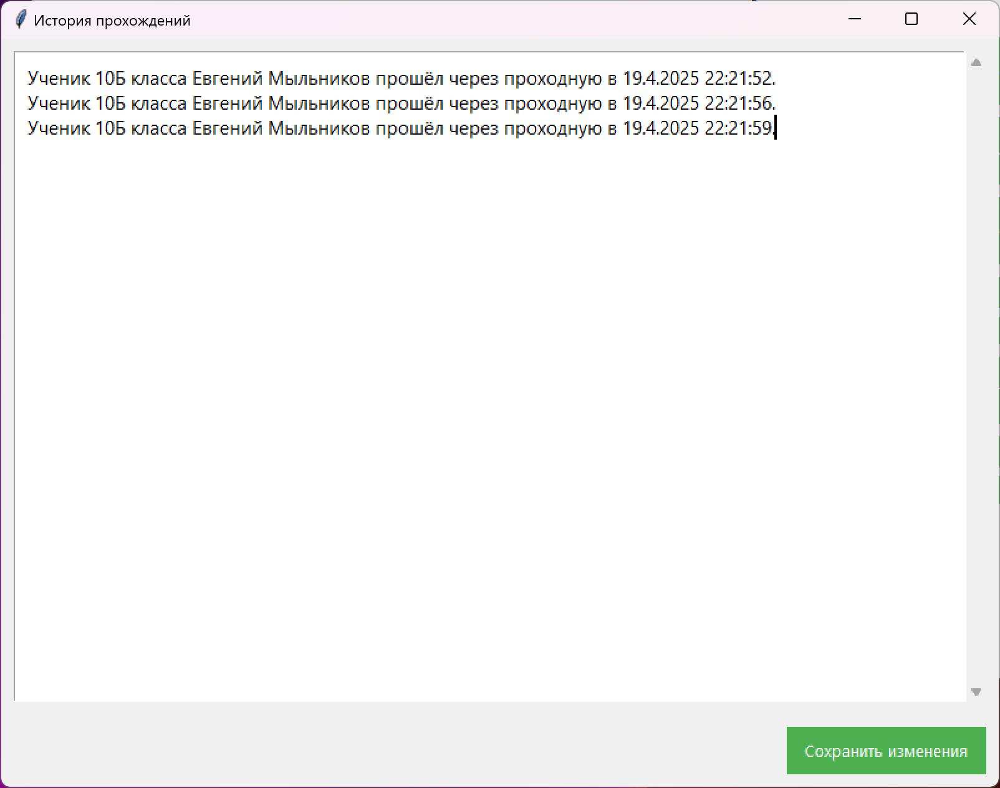 История прохождений
Ученик 10Б класса Евгений Мыльников прошёл через проходную в 19.4.2025 22:21:52.
Ученик 10Б класса Евгений Мыльников прошёл через проходную в 19.4.2025 22:21:56.
Ученик 10Б класса Евгений Мыльников прошёл через проходную в 19.4.2025 22:21:59.
Сохранить изменения